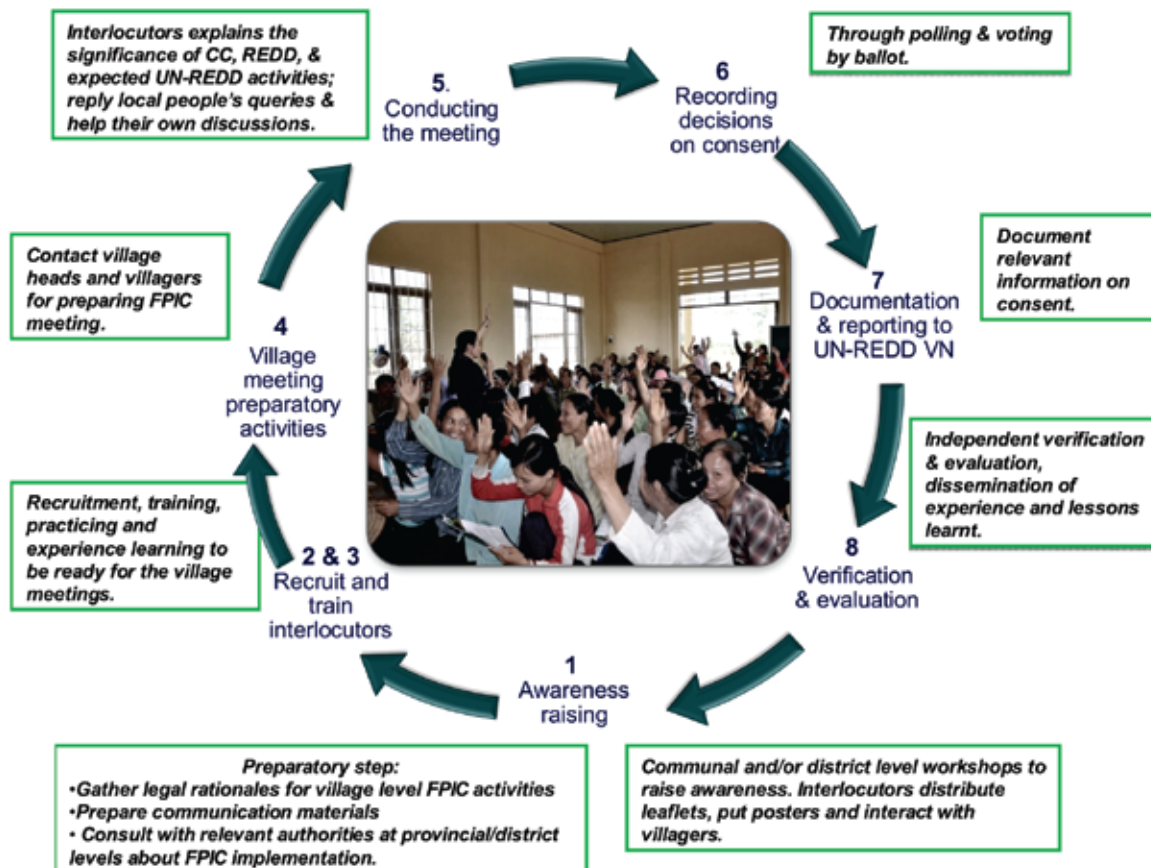 Interlocutors explains the
significance of CC, REDD, &
expected UN-REDD activities;
reply local people's queries &
help their own discussions.
5.
Conducting
the meeting
6
Recording
decisions
on consent
Through polling & voting
by ballot.
Contact village
heads and villagers
for preparing FPIC
meeting.
4
Village
meeting
preparatory
activities
Document
relevant
information on
consent.
7
Documentation
& reporting to
UN-REDD VN
Recruitment, training,
practicing and
experience learning to
be ready for the village
meetings.
2 & 3
Recruit and
train
interlocutors
Independent verification
& evaluation,
dissemination of
experience and lessons
learnt.
8
Verification
& evaluation
1
Awareness
raising
Preparatory step:
•Gather legal rationales for village level FPIC activities
•Prepare communication materials
• Consult with relevant authorities at provincial/district
levels about FPIC implementation.
Communal and/or district level workshops to
raise awareness. Interlocutors distribute
leaflets, put posters and interact with
villagers.